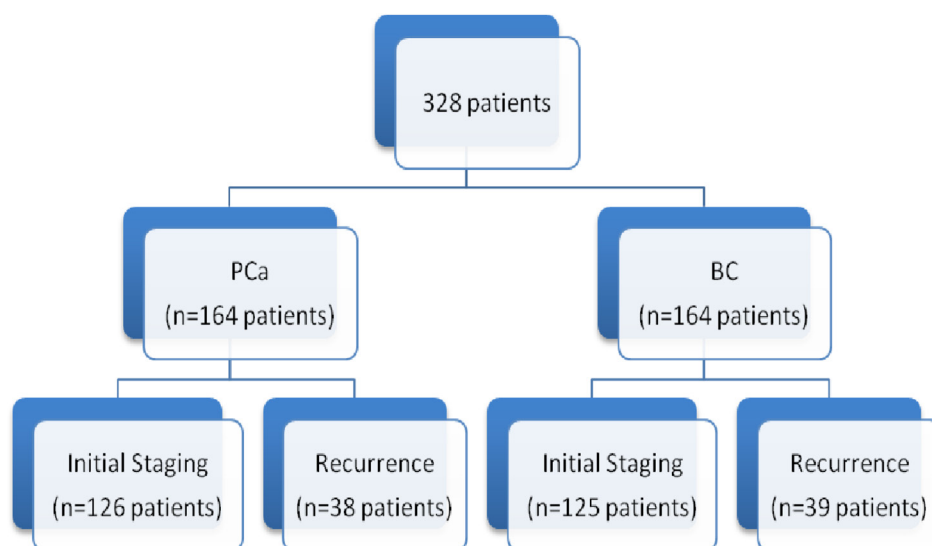 328 patients
PCa
(n=164 patients)
BC
(n=164 patients)
Initial Staging
(n=126 patients)
Recurrence
(n=38 patients)
Initial Staging
(n=125 patients)
Recurrence
(n=39 patients)